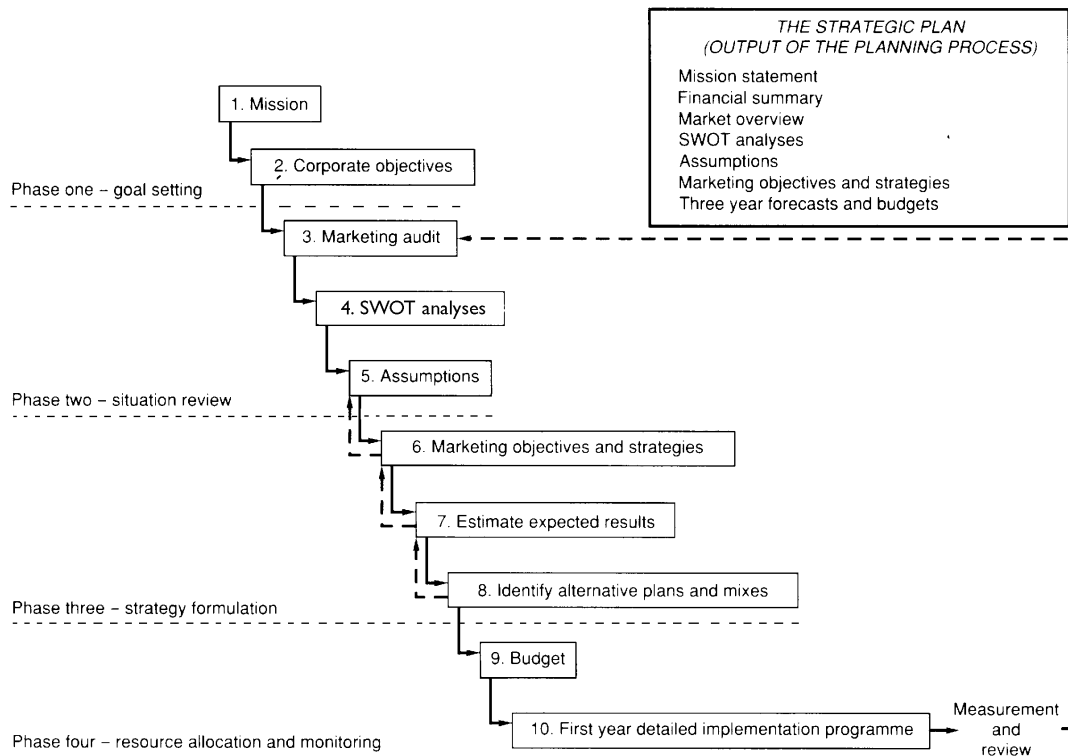 THE STRATEGIC PLAN
(OUTPUT OF THE PLANNING PROCESS)
Mission statement
Financial summary
Market overview
SWOT analyses
Assumptions
Marketing objectives and strategies
Three year forecasts and budgets
1. Mission
2. Corporate objectives
Phase one – goal setting
3. Marketing audit
4. SWOT analyses
5. Assumptions
Phase two – situation review
6. Marketing objectives and strategies
7. Estimate expected results
8. Identify alternative plans and mixes
Phase three – strategy formulation
9. Budget
10. First year detailed implementation programme
Measurement
and
review
Phase four – resource allocation and monitoring